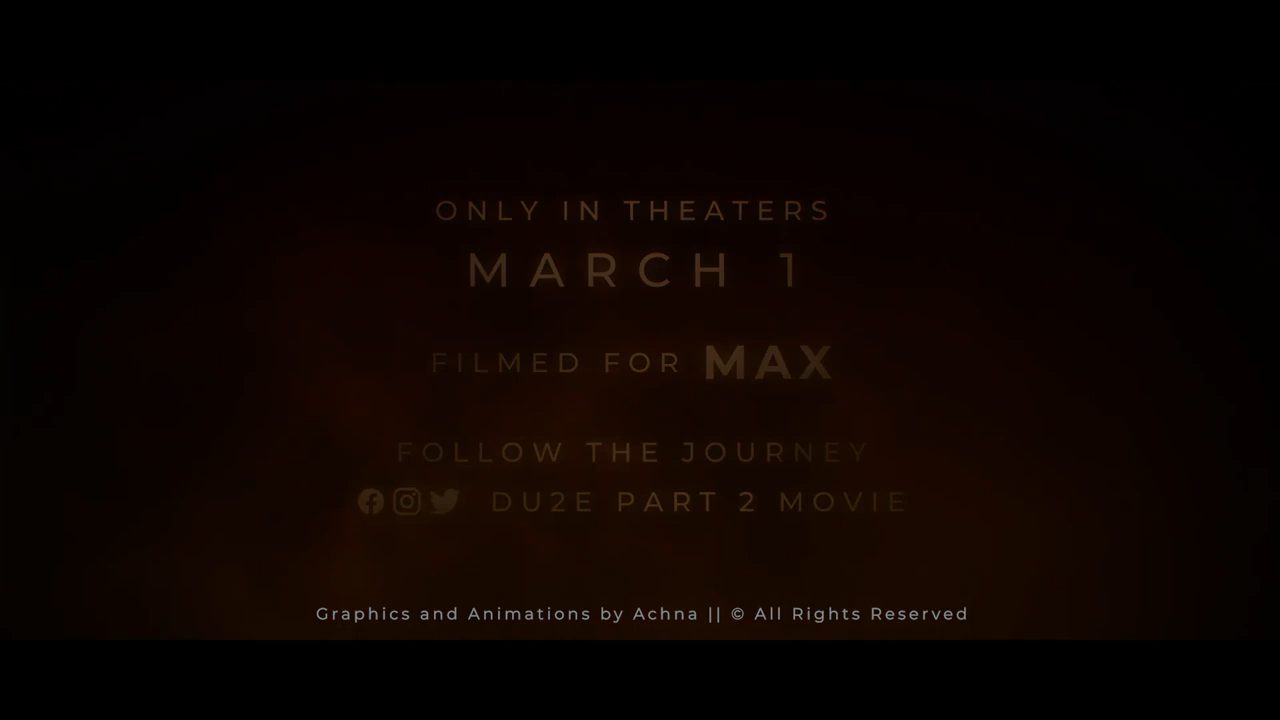 ONLY IN THEATERS
MARCH 1
FILMED FOR MAX
FOLLOW THE JOURNEY
DU2E PART 2 MOVIE
Graphics and Animations by Achna || © All Rights Reserved